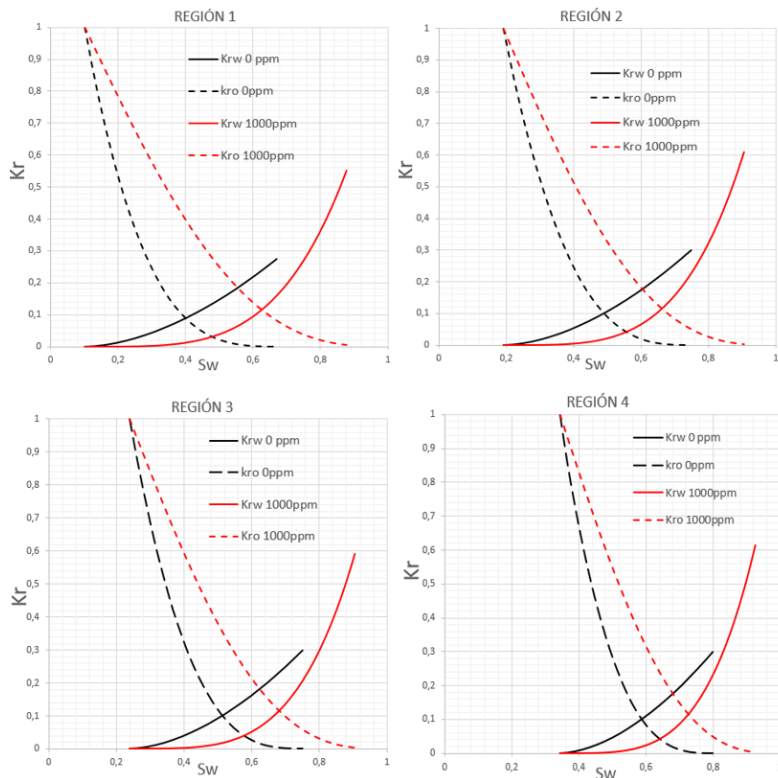 REGIÓN 1
1
0,9
0,8
0,7
0,6
0,5
0,4
0,3
0,2
0,1
0
Kr
Krw 0 ppm
kro 0ppm
Krw 1000ppm
Kro 1000ppm
0,2
0,4
0,6
0,8
1
Sw
REGIÓN 2
1
0,9
0,8
0,7
0,6
0,5
0,4
0,3
0,2
0,1
0
Kr
Krw 0 ppm
kro 0ppm
Krw 1000ppm
Kro 1000ppm
0
0,2
0,4
0,6
0,8
1
Sw
REGIÓN 3
1
0,9
0,8
0,7
0,6
0,5
0,4
0,3
0,2
0,1
0
Kr
Krw 0 ppm
kro 0ppm
Krw 1000ppm
Kro 1000ppm
0
0,2
0,4
0,6
0,8
1
Sw
REGIÓN 4
1
0,9
0,8
0,7
0,6
0,5
0,4
0,3
0,2
0,1
0
Kr
Krw 0 ppm
kro 0ppm
Krw 1000ppm
Kro 1000ppm
0
0,2
0,4
0,6
0,8
Sw